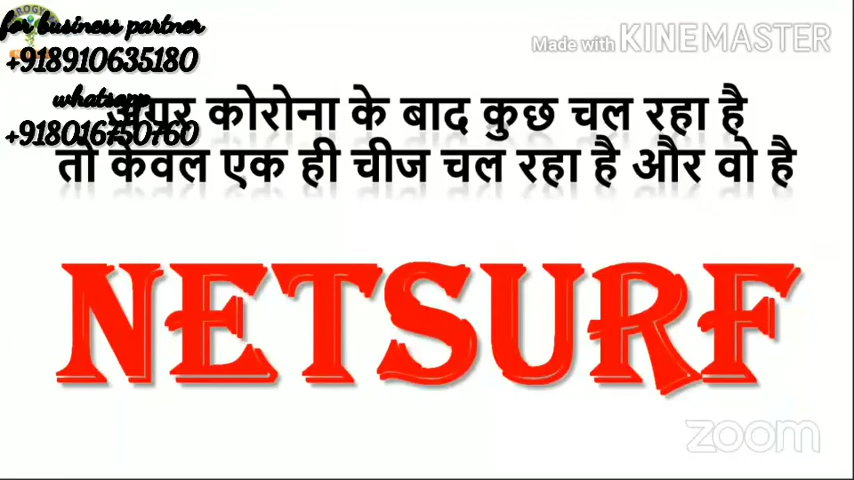 for business partner
+918910635180
whatsapp
+918016750760
Made with KINEMASTER
अगर कोरोना के बाद कुछ चल रहा है
तो केवल एक ही चीज चल रहा है और वो है
NETSURF
zoom